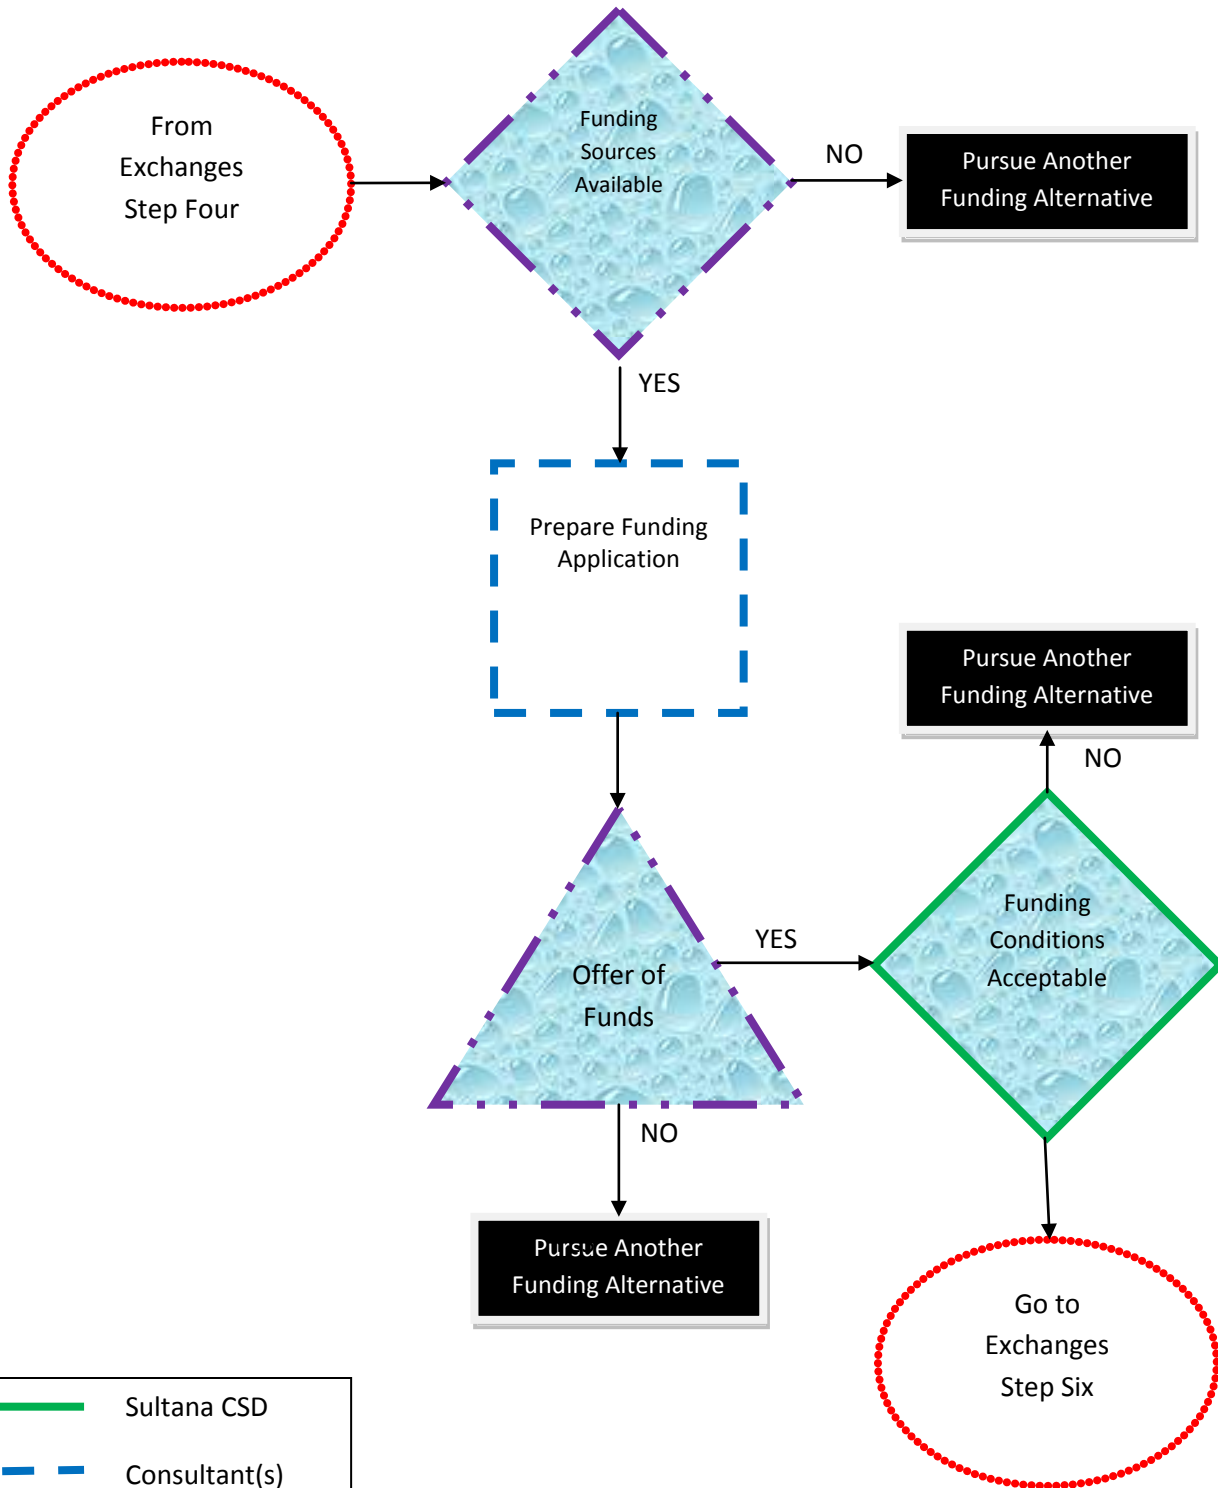 From
Exchanges
Step Four
Funding
Sources
Available
NO
Pursue Another
Funding Alternative
YES
Prepare Funding
Application
Pursue Another
Funding Alternative
NO
Offer of
Funds
YES
Funding
Conditions
Acceptable
NO
Pursue Another
Funding Alternative
Go to
Exchanges
Step Six
Sultana CSD
Consultant(s)